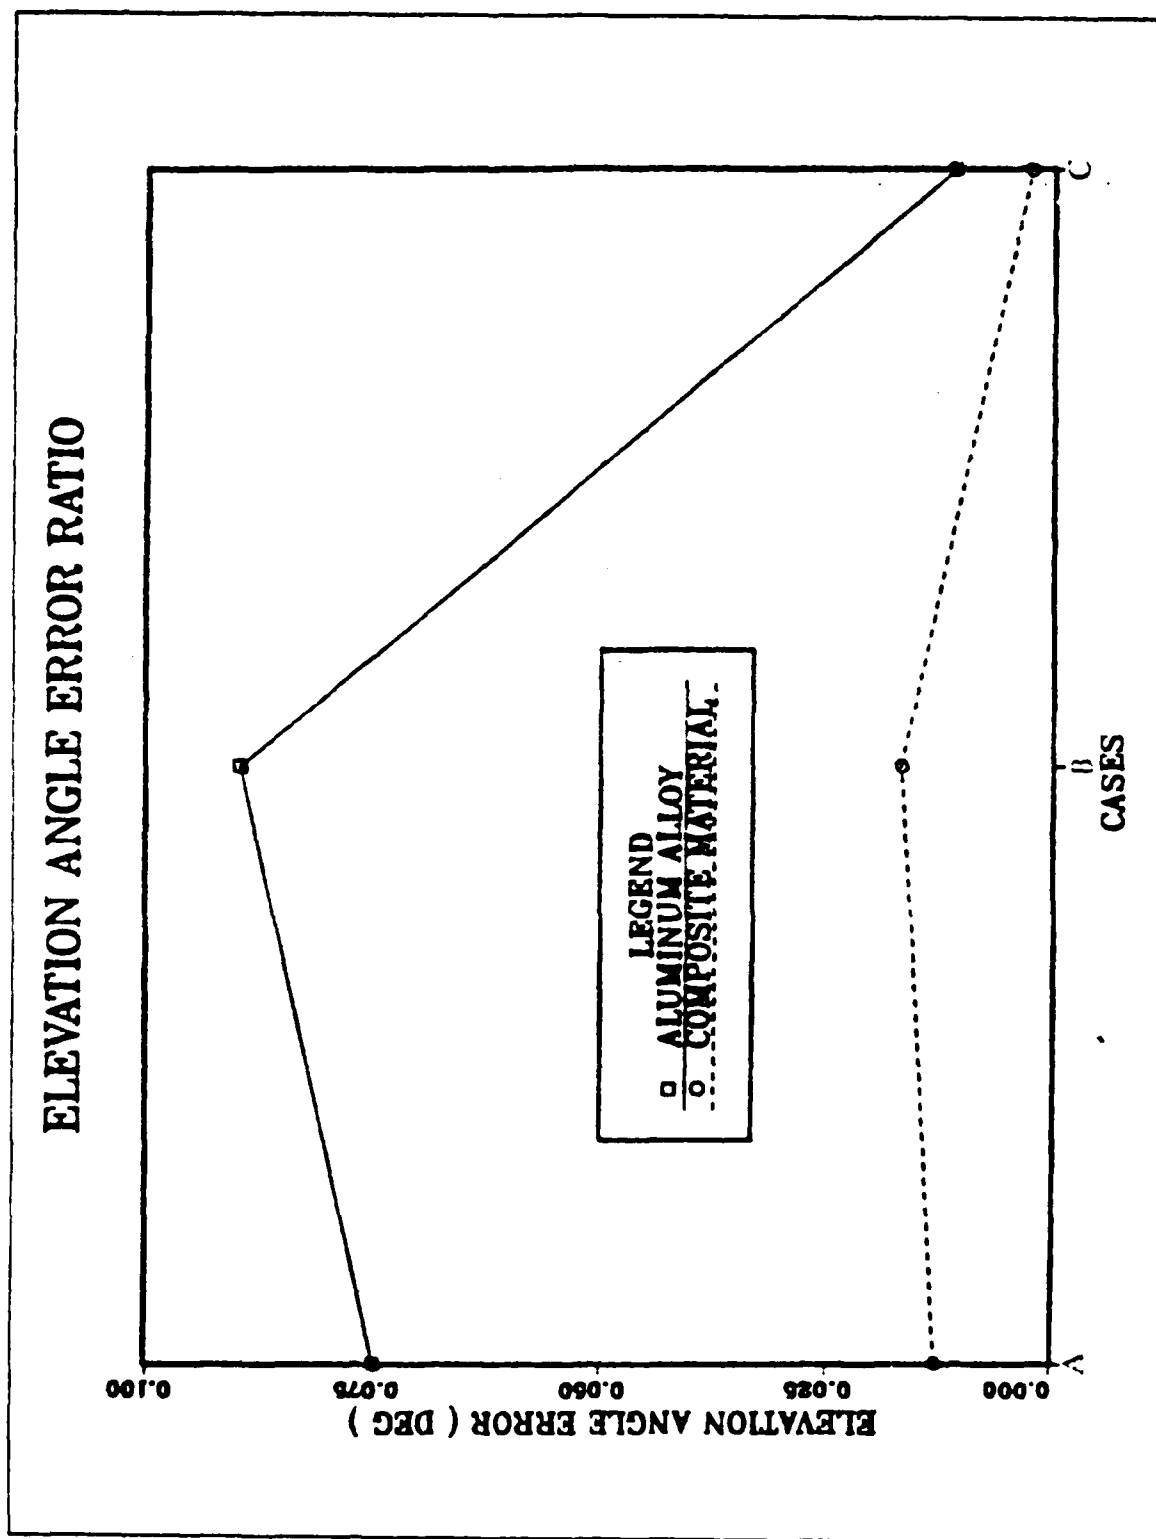 ELEVATION ANGLE ERROR RATIO
ELEVATION ANGLE ERROR ( DEG )
0.100
0.075
0.050
0.025
0.000
LEGEND
ALUMINUM ALLOY
COMPOSITE MATERIAL
A
B
C
CASES